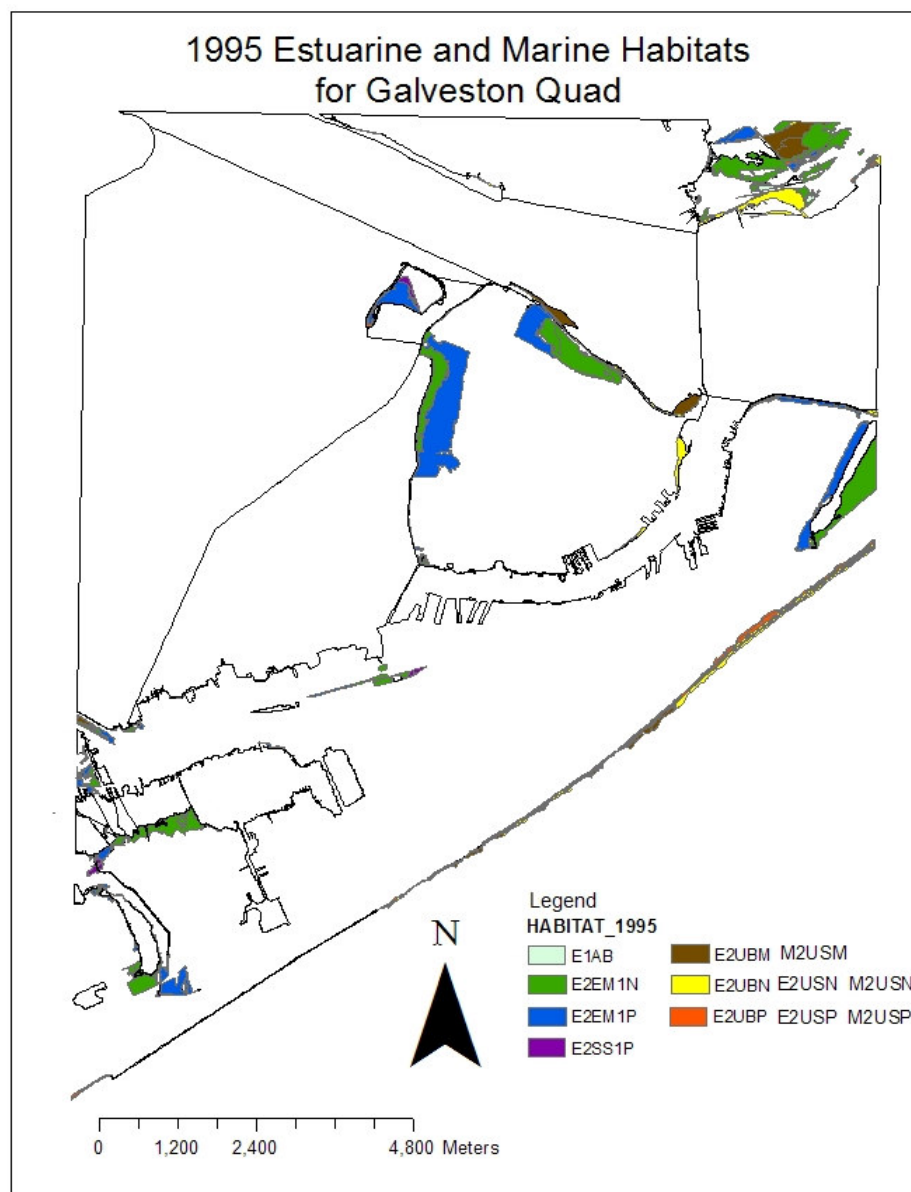 1995 Estuarine and Marine Habitats
for Galveston Quad
N
Legend
HABITAT_1995
E1AB
E2EM1N
E2EM1P
E2SS1P
E2UBM M2USM
E2UBN E2USN M2USN
E2UBP E2USP M2USP
0 1,200 2,400 4,800 Meters